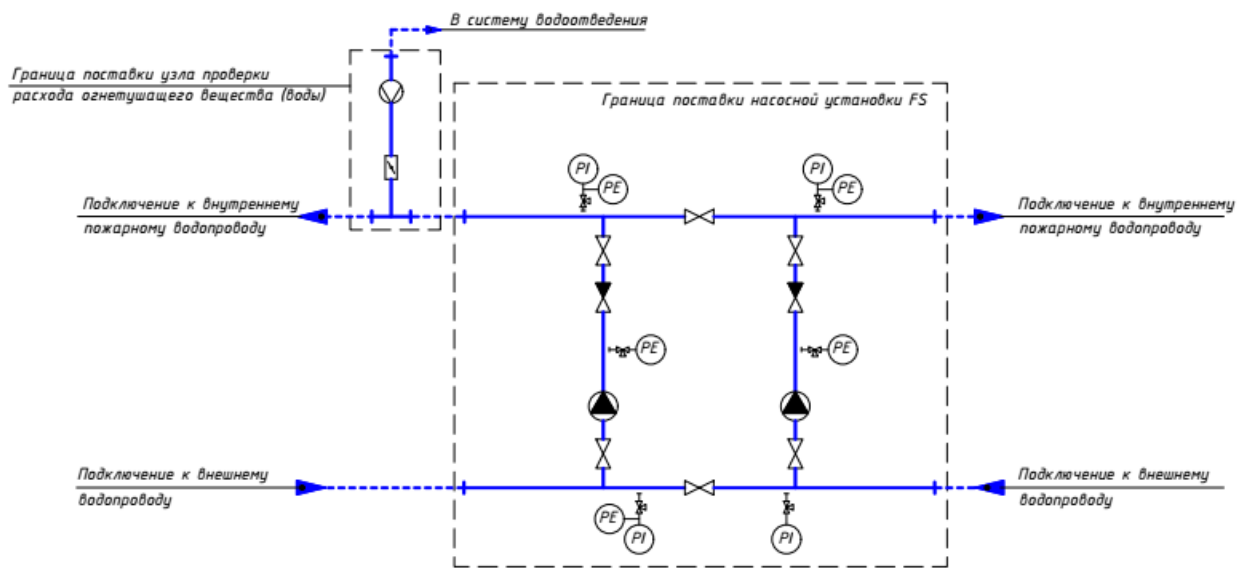 В систему водоотведения
Граница поставки узла проверки
расхода огнетушащего вещества (воды)
Граница поставки насосной установки FS
PI
PE
PI
PE
Подключение к внутреннему
пожарному водопроводу
Подключение к внутреннему
пожарному водопроводу
PE
PE
Подключение к внешнему
водопроводу
Подключение к внешнему
водопроводу
PE
PI
PI